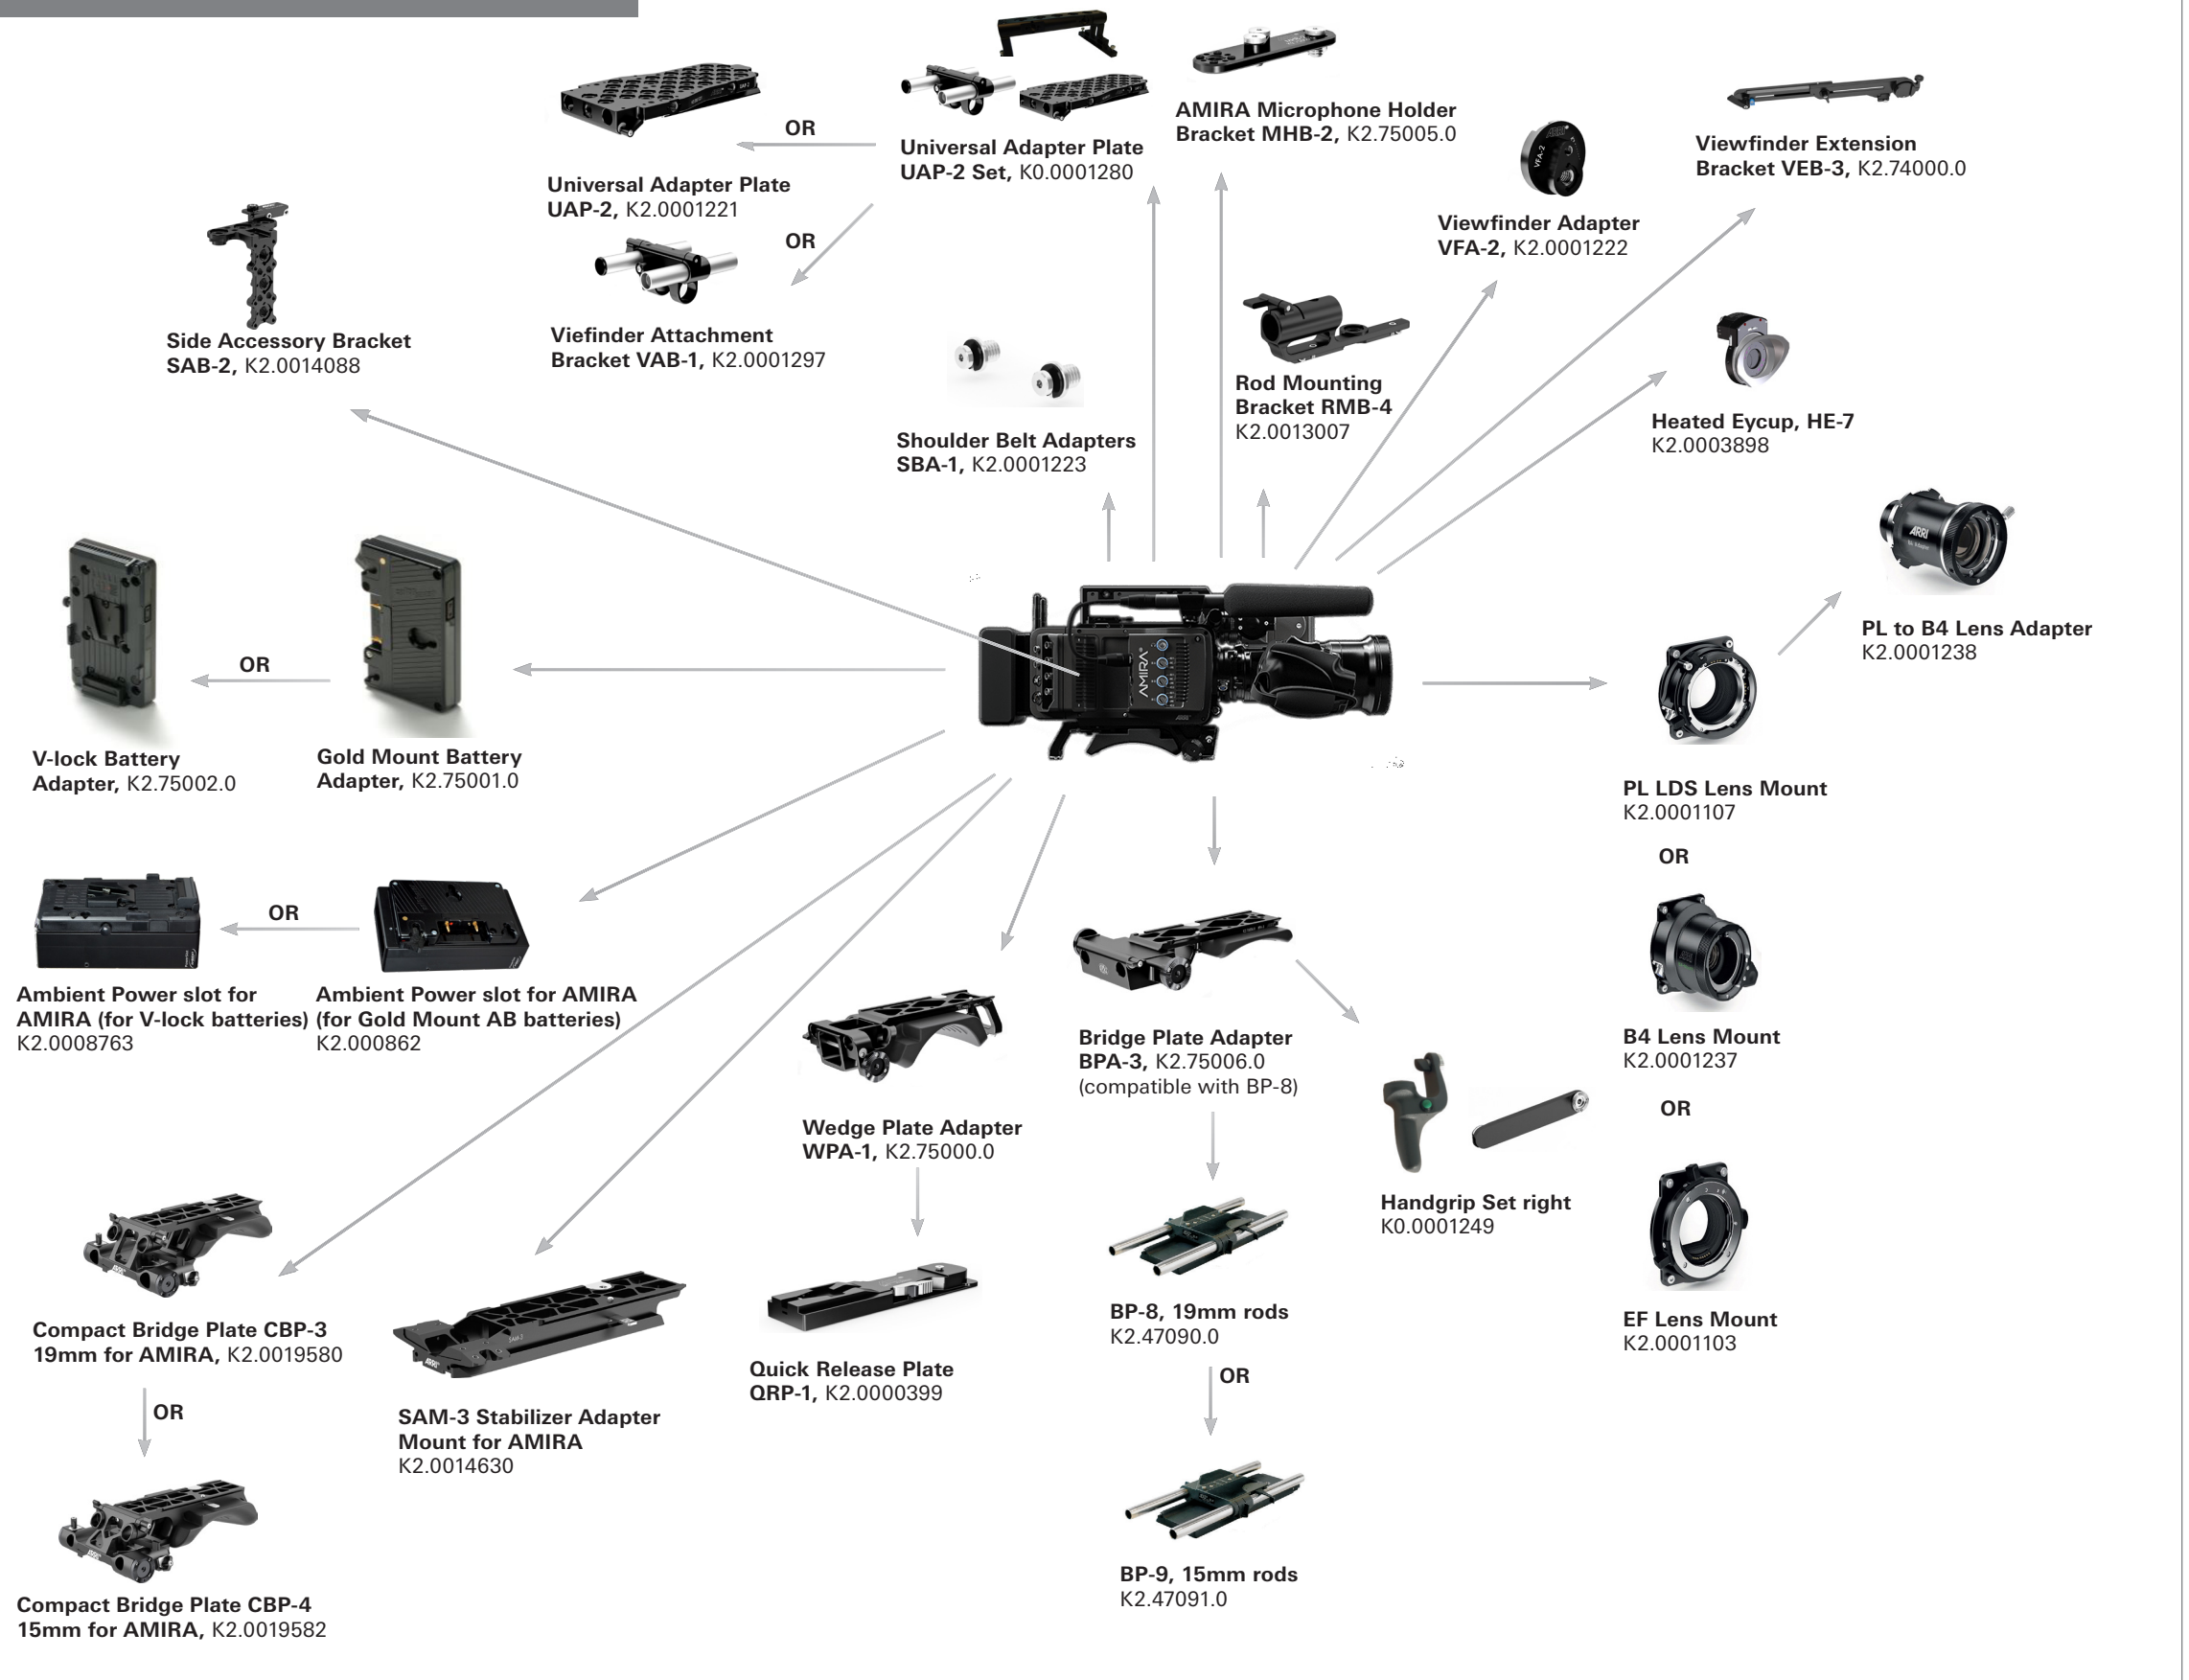 AMIRA Microphone Holder
Bracket MHB-2, K2.75005.0
OR
Universal Adapter Plate
UAP-2 Set, K0.0001280
Viewfinder Extension
Bracket VEB-3, K2.74000.0
Universal Adapter Plate
UAP-2, K2.0001221
ARRI
VFA-2
Viewfinder Adapter
VFA-2, K2.0001222
OR
Side Accessory Bracket
SAB-2, K2.0014088
Viefinder Attachment
Bracket VAB-1, K2.0001297
Rod Mounting
Bracket RMB-4
K2.0013007
Heated Eycup, HE-7
K2.0003898
Shoulder Belt Adapters
SBA-1, K2.0001223
ARRI
PL to B4 Lens Adapter
K2.0001238
AMIRA
OR
V-lock Battery
Adapter, K2.75002.0
Gold Mount Battery
Adapter, K2.75001.0
PL LDS Lens Mount
K2.0001107
OR
OR
Ambient Power slot for
AMIRA (for V-lock batteries)
K2.0008763
Ambient Power slot for AMIRA
(for Gold Mount AB batteries)
K2.000862
Bridge Plate Adapter
BPA-3, K2.75006.0
(compatible with BP-8)
B4 Lens Mount
K2.0001237
OR
Wedge Plate Adapter
WPA-1, K2.75000.0
Handgrip Set right
K0.0001249
ARRI
Compact Bridge Plate CBP-3
19mm for AMIRA, K2.0019580
ARRI
BP-8, 19mm rods
K2.47090.0
EF Lens Mount
K2.0001103
Quick Release Plate
QRP-1, K2.0000399
OR
OR
SAM-3 Stabilizer Adapter
Mount for AMIRA
K2.0014630
ARRI
BP-9, 15mm rods
K2.47091.0
Compact Bridge Plate CBP-4
15mm for AMIRA, K2.0019582